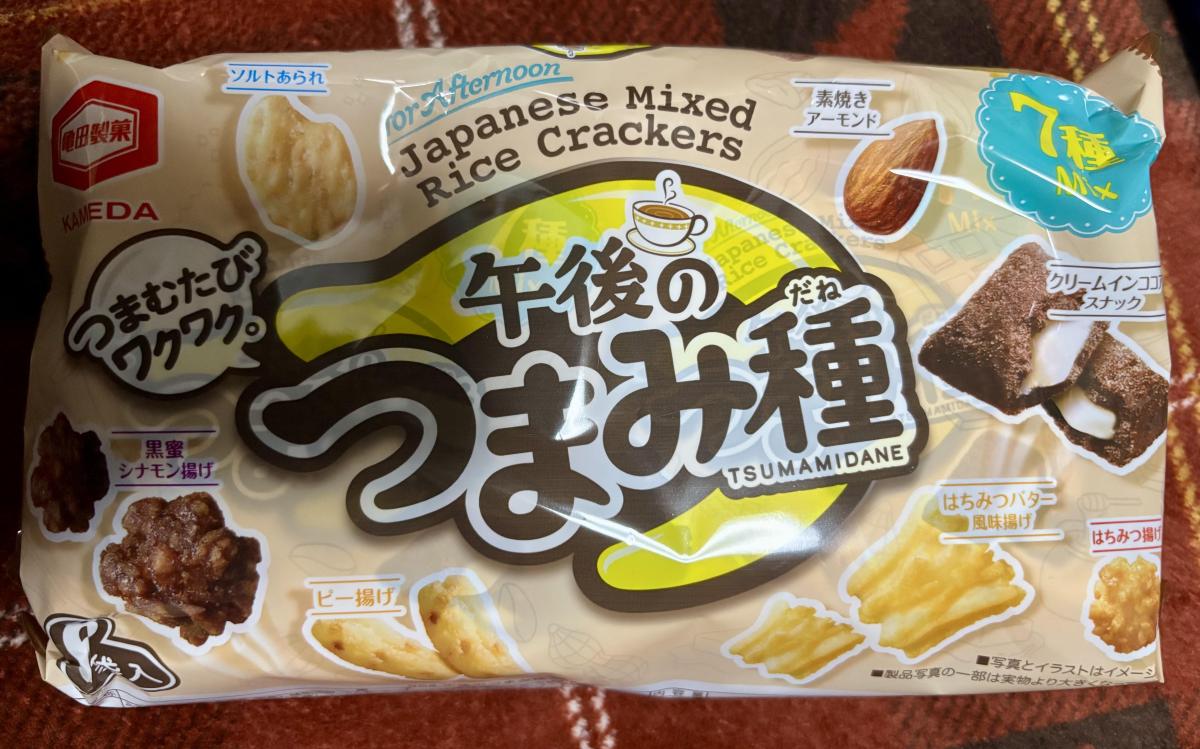 亀田製菓
KAMEDA
ソルトあられ
for Afternoon
Japanese Mixed
Rice Crackers
素焼き
アーモンド
7種
Mix
つまむたび
ワクワク。
午後の
つまみ種
だね
TSUMAMIDANE
クリームインココア
スナック
黒蜜
シナモン揚げ
はちみつバター
風味揚げ
はちみつ揚げ
ピー揚げ
袋入
■写真とイラストはイメージ
■製品写真の一部は実物より大きく